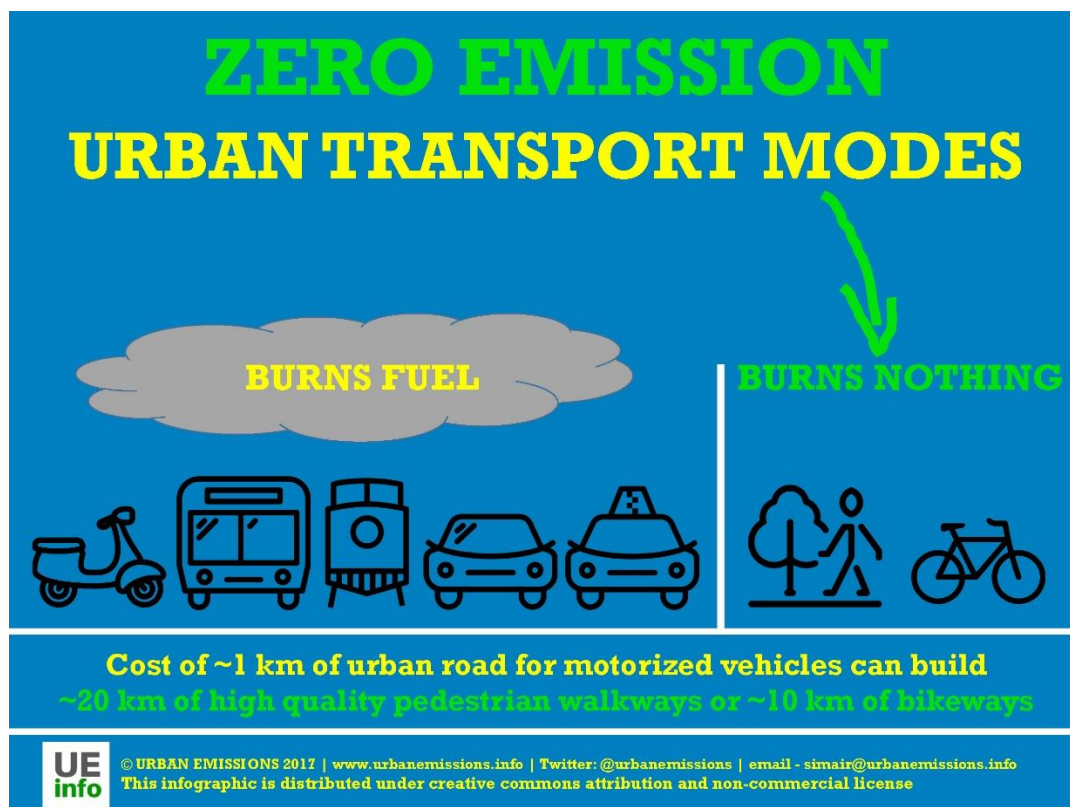 ZERO EMISSION
URBAN TRANSPORT MODES
BURNS FUEL
BURNS NOTHING
Cost of ~1 km of urban road for motorized vehicles can build
~20 km of high quality pedestrian walkways or ~10 km of bikeways
UE
info
© URBAN EMISSIONS 2017 | www.urbanemissions.info | Twitter: @urbanemissions | email - simair@urbanemissions.info
This infographic is distributed under creative commons attribution and non-commercial license